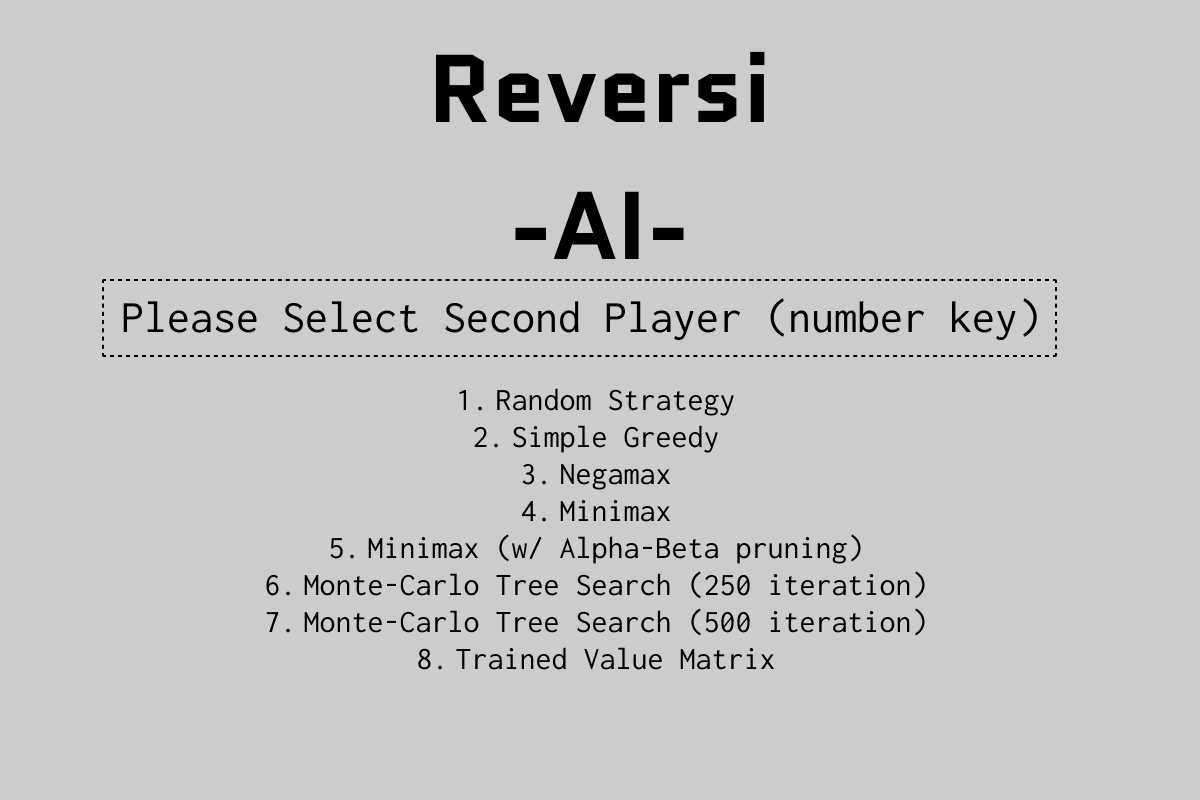 Reversi
-AI-
Please Select Second Player (number key)
1. Random Strategy
2. Simple Greedy
3. Negamax
4. Minimax
5. Minimax (w/ Alpha-Beta pruning)
6. Monte-Carlo Tree Search (250 iteration)
7. Monte-Carlo Tree Search (500 iteration)
8. Trained Value Matrix